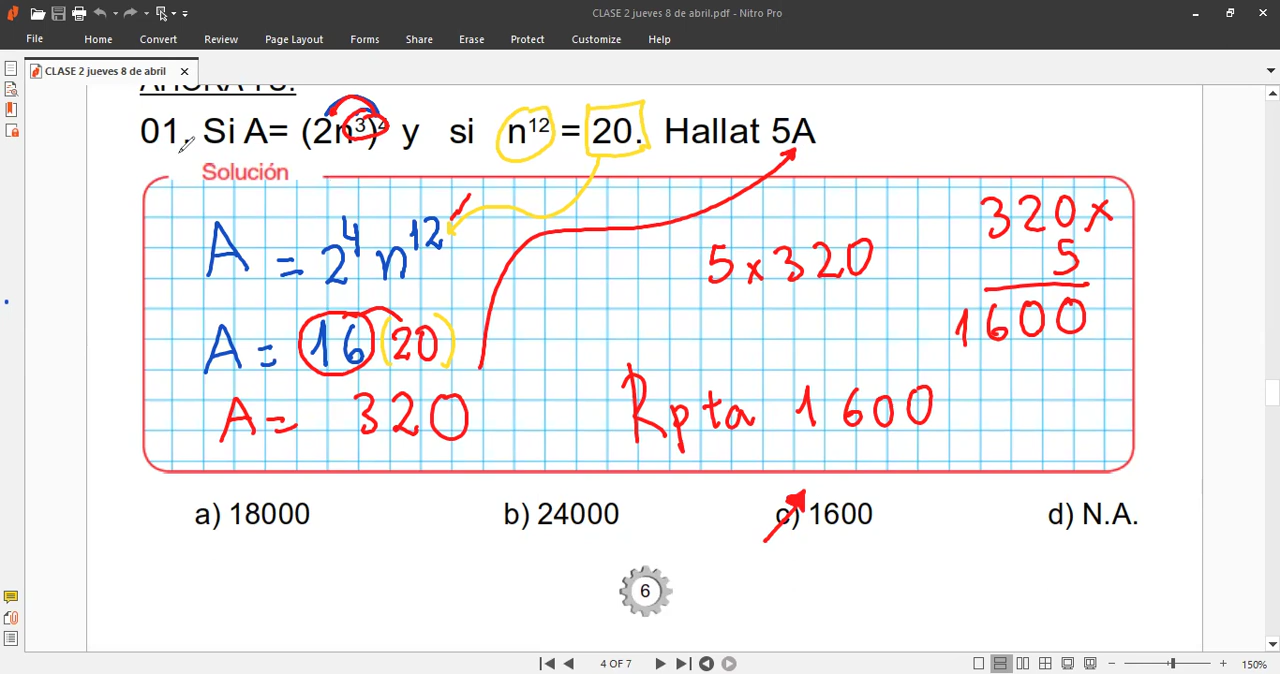 CLASE 2 jueves 8 de abril.pdf - Nitro Pro
File Home Convert Review Page Layout Forms Share Erase Protect Customize Help
CLASE 2 jueves 8 de abril
01. Si A= (2n³)⁴ y si n¹² = 20. Hallat 5A
Solución
A = 2⁴ n¹²
A = 16 (20)
A = 320
5 x 320
320 x
5
1600
Rpta 1600
a) 18000 b) 24000 c) 1600 d) N.A.
6
4 OF 7
150%